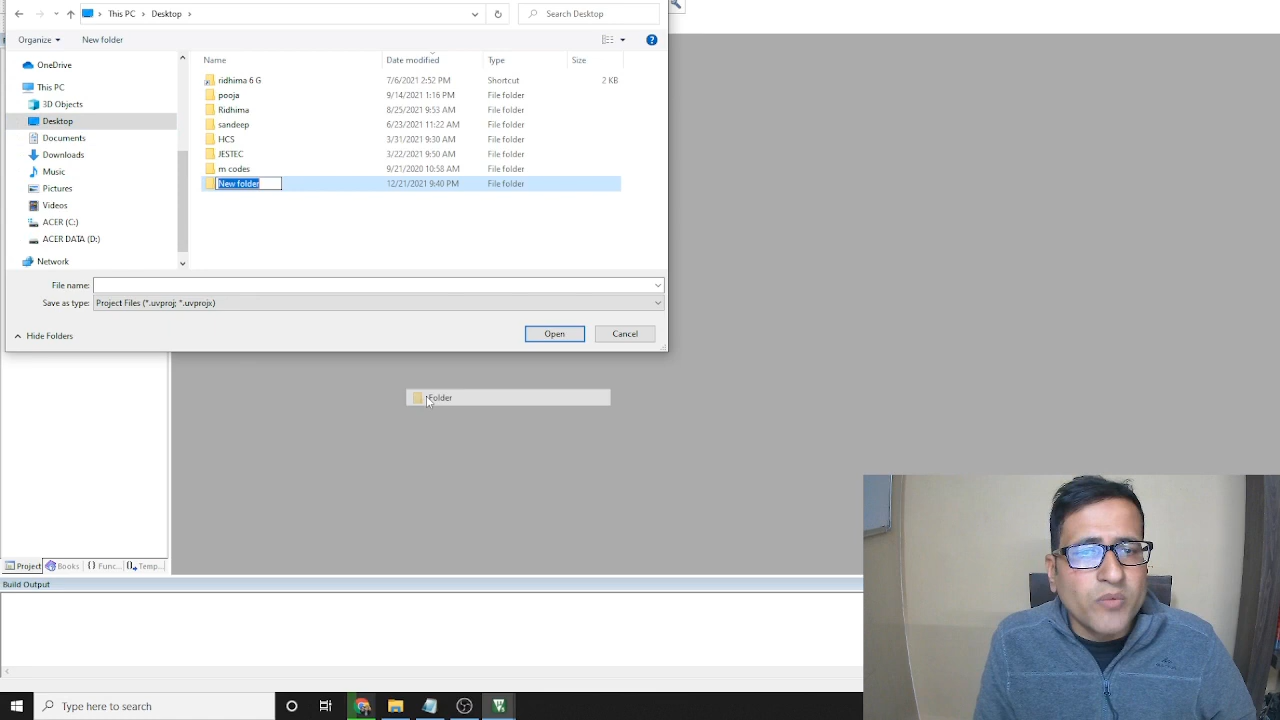 This PC
Desktop
Search Desktop
Organize
New folder
Name
Date modified
Type
Size
OneDrive
This PC
3D Objects
Desktop
Documents
Downloads
Music
Pictures
Videos
ACER (C:)
ACER DATA (D:)
Network
ridhima 6 G 7/6/2021 2:52 PM Shortcut 2 KB
pooja 9/14/2021 1:16 PM File folder
Ridhima 8/25/2021 9:53 AM File folder
sandeep 6/23/2021 11:22 AM File folder
HCS 3/31/2021 9:30 AM File folder
JESTEC 3/22/2021 9:50 AM File folder
m codes 9/21/2020 10:58 AM File folder
New folder 12/21/2021 9:40 PM File folder
File name:
Save as type: Project Files (*.uvproj; *.uvprojx)
Hide Folders
Open
Cancel
Folder
Project
Books
{} Func...
Temp...
Build Output
Type here to search